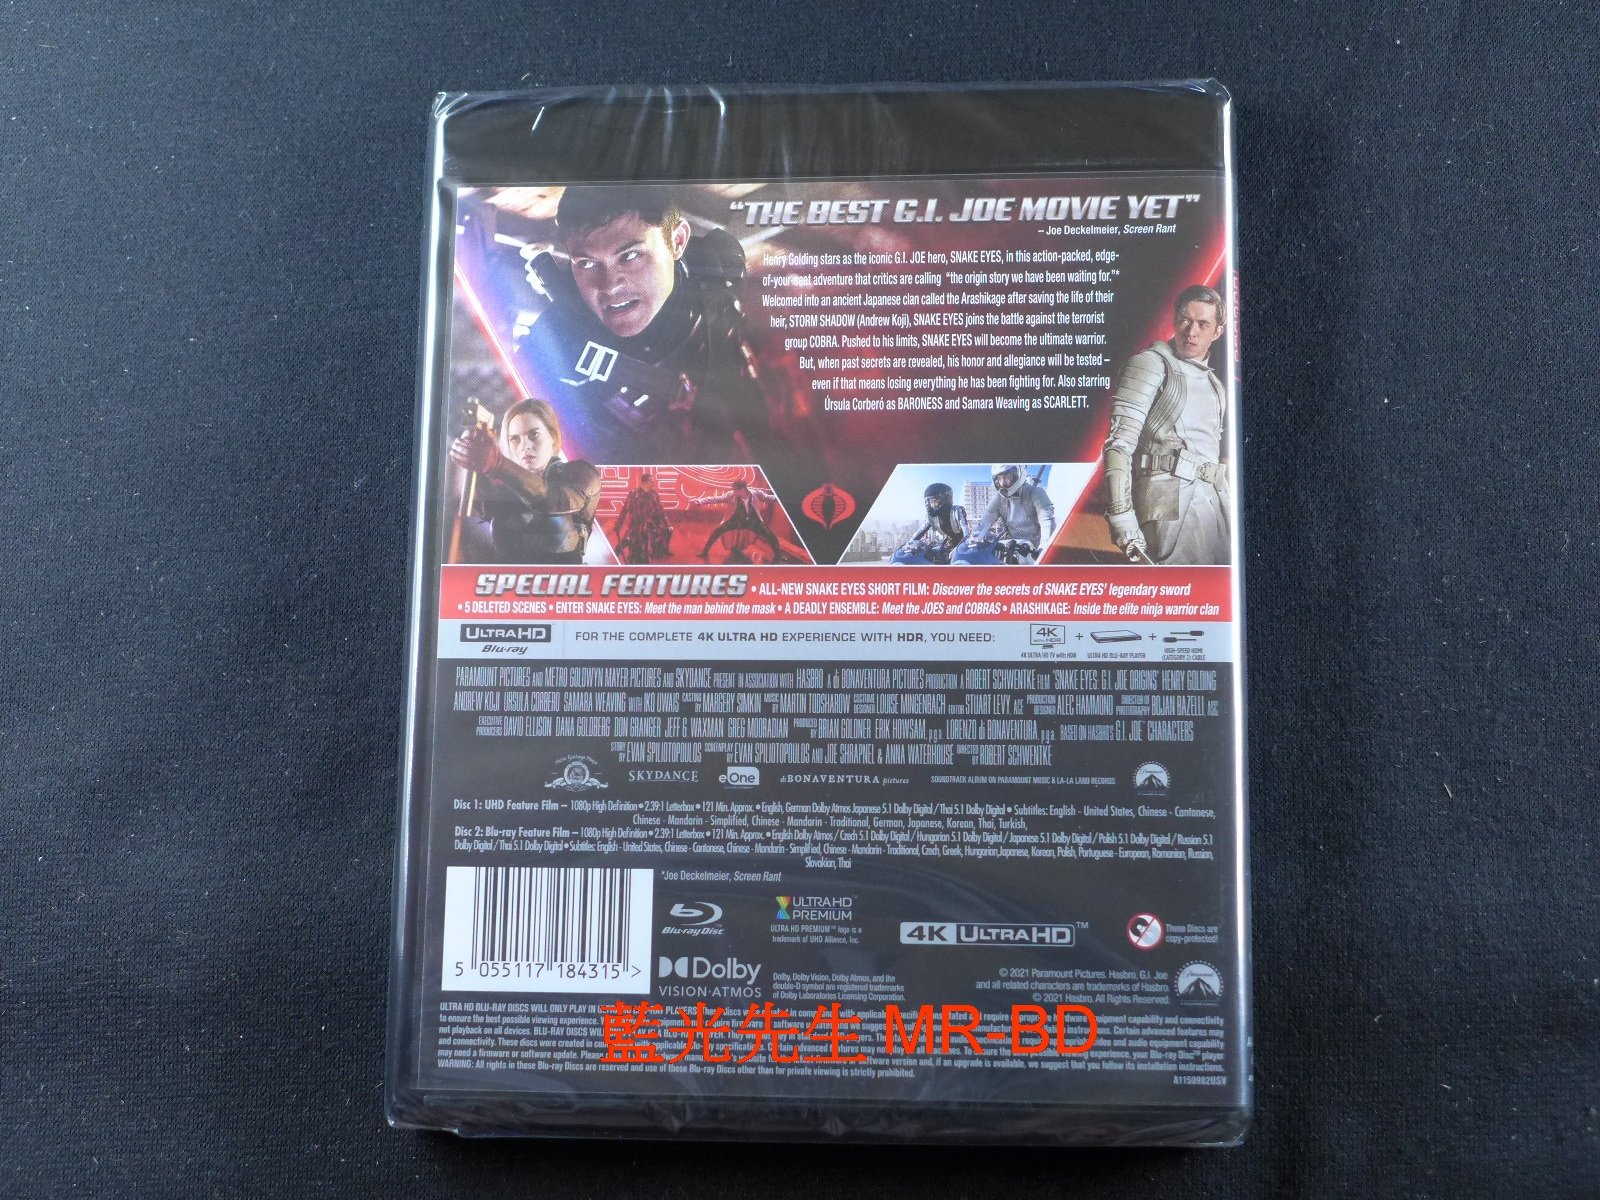 “THE BEST G.I. JOE MOVIE YET”
– Joe Deckelmeier, Screen Rant
Henry Golding stars as the iconic G.I. JOE hero, SNAKE EYES, in this action-packed, edge-
of-your-seat adventure that critics are calling “the origin story we have been waiting for.”*
Welcomed into an ancient Japanese clan called the Arashikage after saving the life of their
heir, STORM SHADOW (Andrew Koji), SNAKE EYES joins the battle against the terrorist
group COBRA. Pushed to his limits, SNAKE EYES will become the ultimate warrior.
But, when past secrets are revealed, his honor and allegiance will be tested –
even if that means losing everything he has been fighting for. Also starring
Úrsula Corberó as BARONESS and Samara Weaving as SCARLETT.
SPECIAL FEATURES • ALL-NEW SNAKE EYES SHORT FILM: Discover the secrets of SNAKE EYES’ legendary sword
• 5 DELETED SCENES • ENTER SNAKE EYES: Meet the man behind the mask • A DEADLY ENSEMBLE: Meet the JOES and COBRAS • ARASHIKAGE: Inside the elite ninja warrior clan
ULTRA HD Blu-ray
FOR THE COMPLETE 4K ULTRA HD EXPERIENCE WITH HDR, YOU NEED:
4K WITH HDR + +
4K ULTRA HD TV with HDR ULTRA HD BLU-RAY PLAYER HIGH-SPEED HDMI (CATEGORY 2) CABLE
PARAMOUNT PICTURES AND METRO GOLDWYN MAYER PICTURES AND SKYDANCE PRESENT IN ASSOCIATION WITH HASBRO A di BONAVENTURA PICTURES PRODUCTION A ROBERT SCHWENTKE FILM ‘SNAKE EYES: G.I. JOE ORIGINS’ HENRY GOLDING
ANDREW KOJI ÚRSULA CORBERÓ SAMARA WEAVING WITH IKO UWAIS CASTING BY MARGERY SIMKIN MUSIC BY MARTIN TODSHAROW COSTUME DESIGNER LOUISE MINGENBACH EDITOR STUART LEVY, ACE PRODUCTION DESIGNER ALEC HAMMOND DIRECTOR OF PHOTOGRAPHY BOJAN BAZELLI, ASC
EXECUTIVE PRODUCERS DAVID ELLISON DANA GOLDBERG DON GRANGER JEFF G. WAXMAN GREG MOORADIAN PRODUCED BY BRIAN GOLDNER ERIK HOWSAM, p.g.a. LORENZO di BONAVENTURA, p.g.a. BASED ON HASBRO’S G.I. JOE® CHARACTERS
STORY BY EVAN SPILIOTOPOULOS SCREENPLAY BY EVAN SPILIOTOPOULOS AND JOE SHRAPNEL & ANNA WATERHOUSE DIRECTED BY ROBERT SCHWENTKE
SKYDANCE eOne di BONAVENTURA pictures SOUNDTRACK ALBUM ON PARAMOUNT MUSIC & LA-LA LAND RECORDS
Disc 1: UHD Feature Film – 1080p High Definition • 2.39:1 Letterbox • 121 Min. Approx. • English, German Dolby Atmos Japanese 5.1 Dolby Digital / Thai 5.1 Dolby Digital • Subtitles: English - United States, Chinese - Cantonese,
Chinese - Mandarin - Simplified, Chinese - Mandarin - Traditional, German, Japanese, Korean, Thai, Turkish,
Disc 2: Blu-ray Feature Film – 1080p High Definition • 2.39:1 Letterbox • 121 Min. Approx. • English Dolby Atmos / Czech 5.1 Dolby Digital / Hungarian 5.1 Dolby Digital / Japanese 5.1 Dolby Digital / Polish 5.1 Dolby Digital / Russian 5.1
Dolby Digital / Thai 5.1 Dolby Digital • Subtitles: English - United States, Chinese - Cantonese, Chinese - Mandarin - Simplified, Chinese - Mandarin - Traditional, Czech, Greek, Hungarian, Japanese, Korean, Polish, Portuguese - European, Romanian, Russian,
Slovakian, Thai
*Joe Deckelmeier, Screen Rant
5 055117 184315 >
Blu-ray Disc
ULTRA HD PREMIUM
ULTRA HD PREMIUM™ logo is a
trademark of UHD Alliance, Inc.
4K ULTRA HD™
These Discs are
copy-protected!
Dolby
VISION·ATMOS
Dolby, Dolby Vision, Dolby Atmos, and the
double-D symbol are registered trademarks
of Dolby Laboratories Licensing Corporation.
© 2021 Paramount Pictures. Hasbro, G.I. Joe
and all related characters are trademarks of Hasbro.
© 2021 Hasbro. All Rights Reserved.
藍光先生 MR-BD
WARNING: All rights in these Blu-ray Discs are reserved and use of these Blu-ray Discs other than for private viewing is strictly prohibited.
A1150982USV